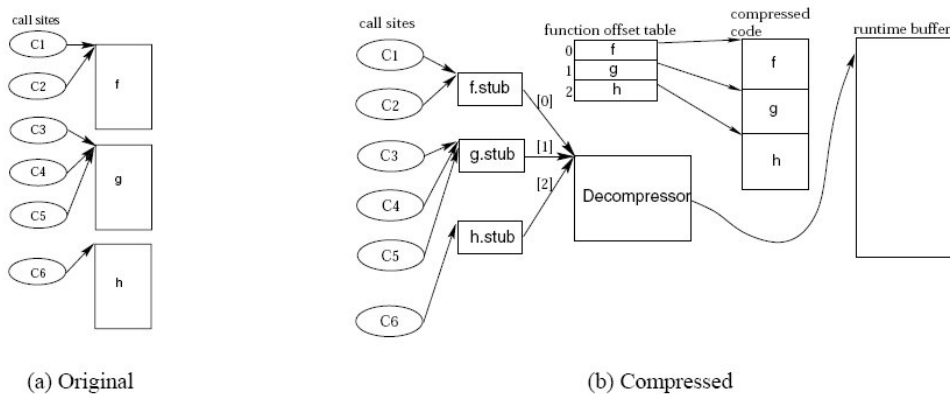 call sites
C1
C2
C3
C4
C5
C6
f
g
h
(a) Original
call sites
C1
C2
C3
C4
C5
C6
f.stub
g.stub
h.stub
[0]
[1]
[2]
function offset table
0
f
1
g
2
h
Decompressor
compressed
code
f
g
h
runtime buffer
(b) Compressed